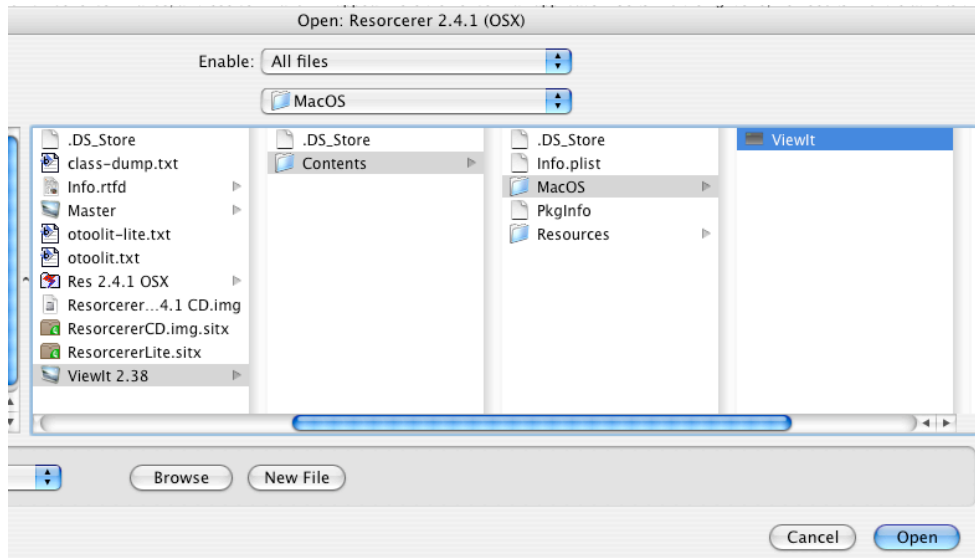 Open: Resorcerer 2.4.1 (OSX)
Enable: All files
MacOS
.DS_Store
class-dump.txt
Info.rtfd
Master
otoolit-lite.txt
otoolit.txt
Res 2.4.1 OSX
Resorcerer...4.1 CD.img
ResorcererCD.img.sitx
ResorcererLite.sitx
ViewIt 2.38
.DS_Store
Contents
.DS_Store
Info.plist
MacOS
PkgInfo
Resources
ViewIt
Browse
New File
Cancel
Open